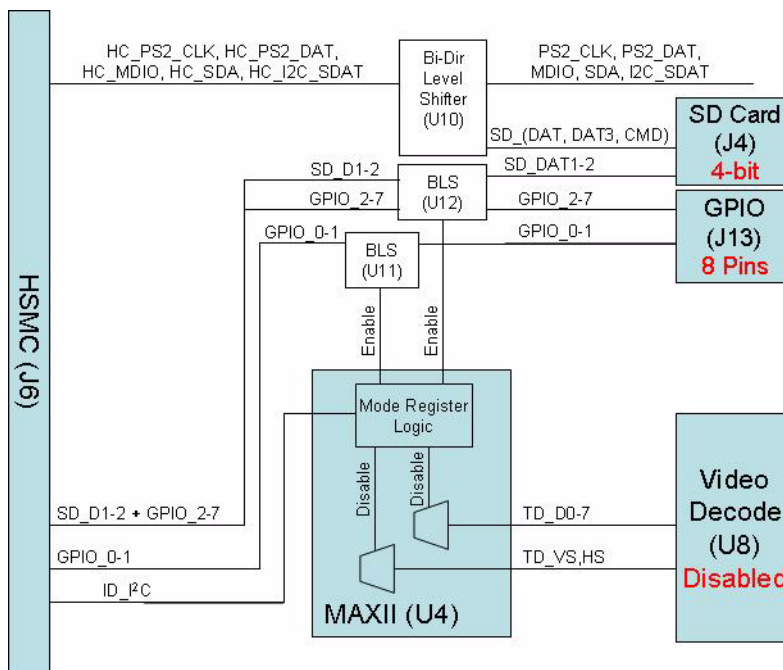 HC_PS2_CLK, HC_PS2_DAT,
HC_MDIO, HC_SDA, HC_I2C_SDAT
Bi-Dir
Level
Shifter
(U10)
PS2_CLK, PS2_DAT,
MDIO, SDA, I2C_SDAT
SD_(DAT, DAT3, CMD)
SD Card
(J4)
4-bit
SD_D1-2
GPIO_2-7
BLS
(U12)
SD_DAT1-2
GPIO_2-7
GPIO_0-1
BLS
(U11)
GPIO_0-1
GPIO
(J13)
8 Pins
HSMC (J6)
Enable
Enable
Mode Register
Logic
Disable
Disable
SD_D1-2 + GPIO_2-7
GPIO_0-1
ID_I²C
MAXII (U4)
TD_D0-7
TD_VS,HS
Video
Decode
(U8)
Disabled